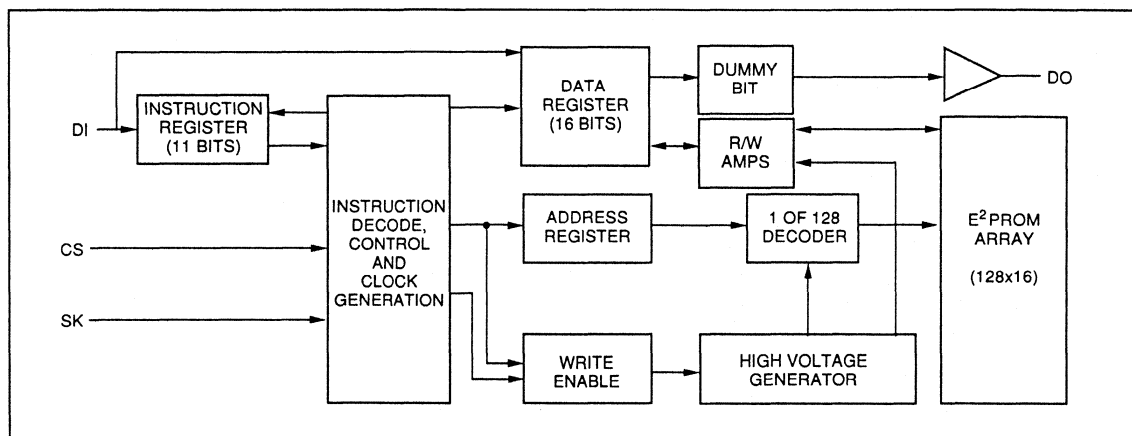 DI
INSTRUCTION
REGISTER
(11 BITS)
CS
SK
INSTRUCTION
DECODE,
CONTROL
AND
CLOCK
GENERATION
DATA
REGISTER
(16 BITS)
DUMMY
BIT
DO
R/W
AMPS
ADDRESS
REGISTER
1 OF 128
DECODER
E²PROM
ARRAY
(128x16)
WRITE
ENABLE
HIGH VOLTAGE
GENERATOR